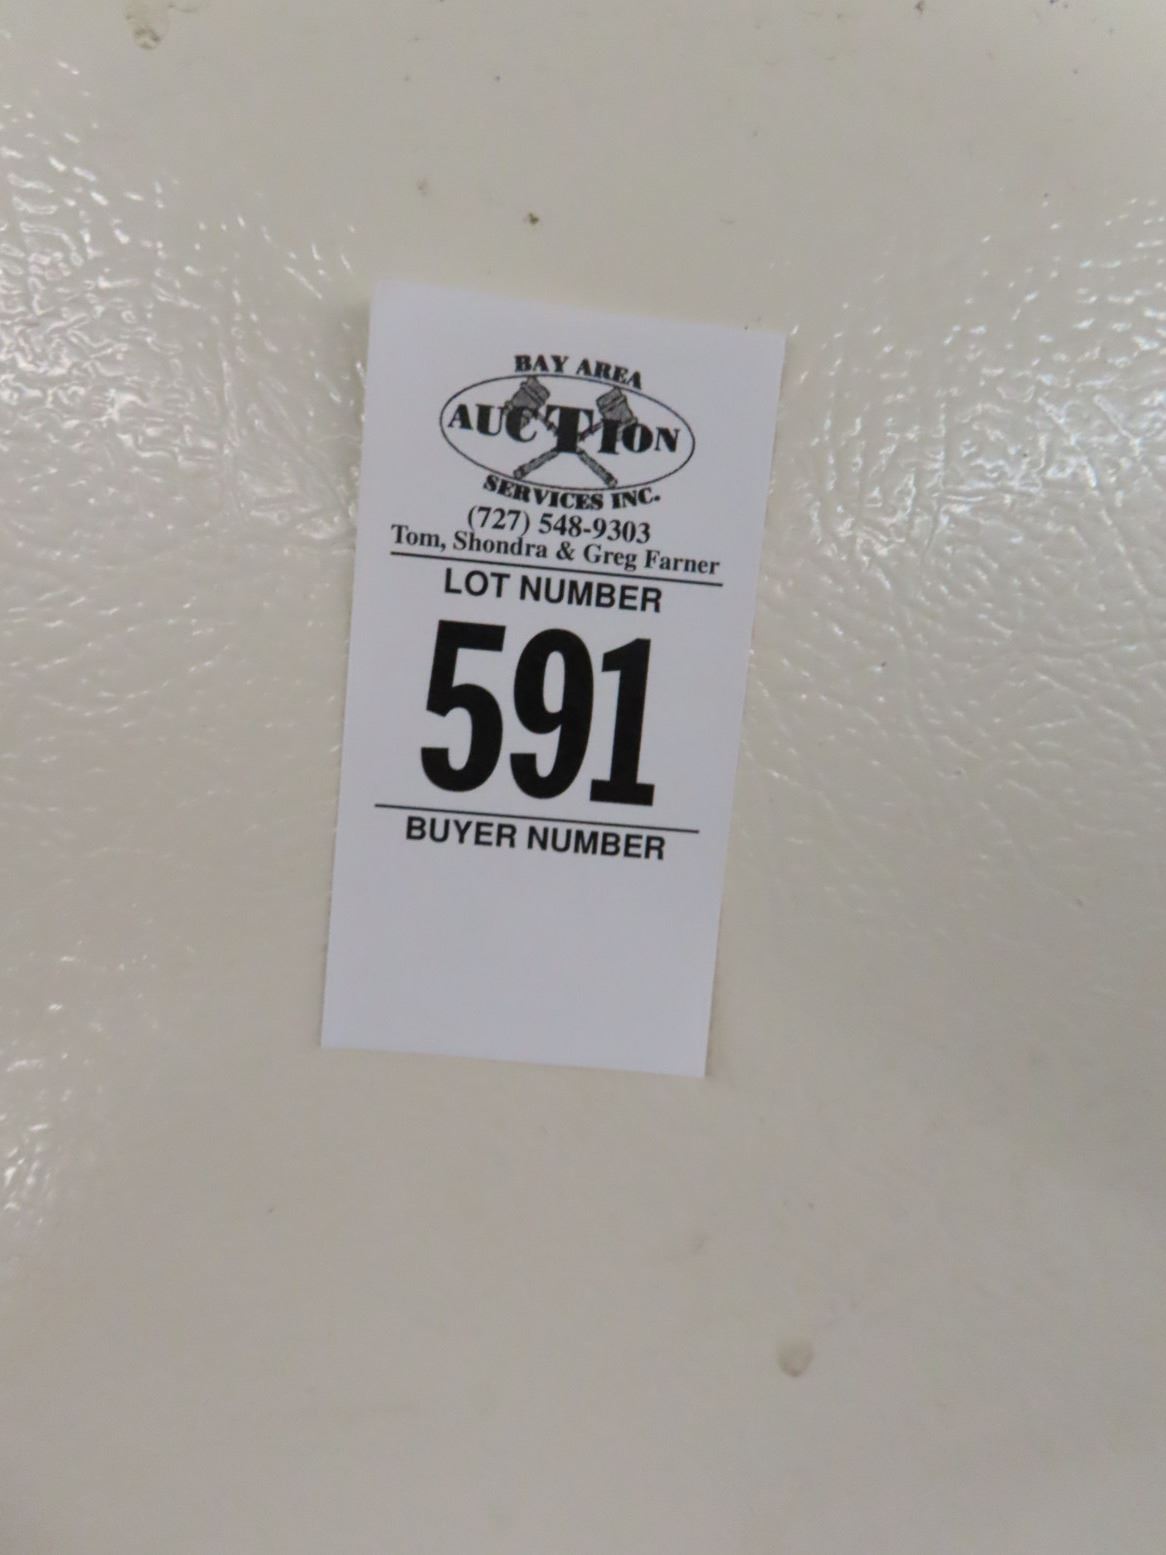 BAY AREA
AUCTION
SERVICES INC.
(727) 548-9303
Tom, Shondra & Greg Farner
LOT NUMBER
591
BUYER NUMBER